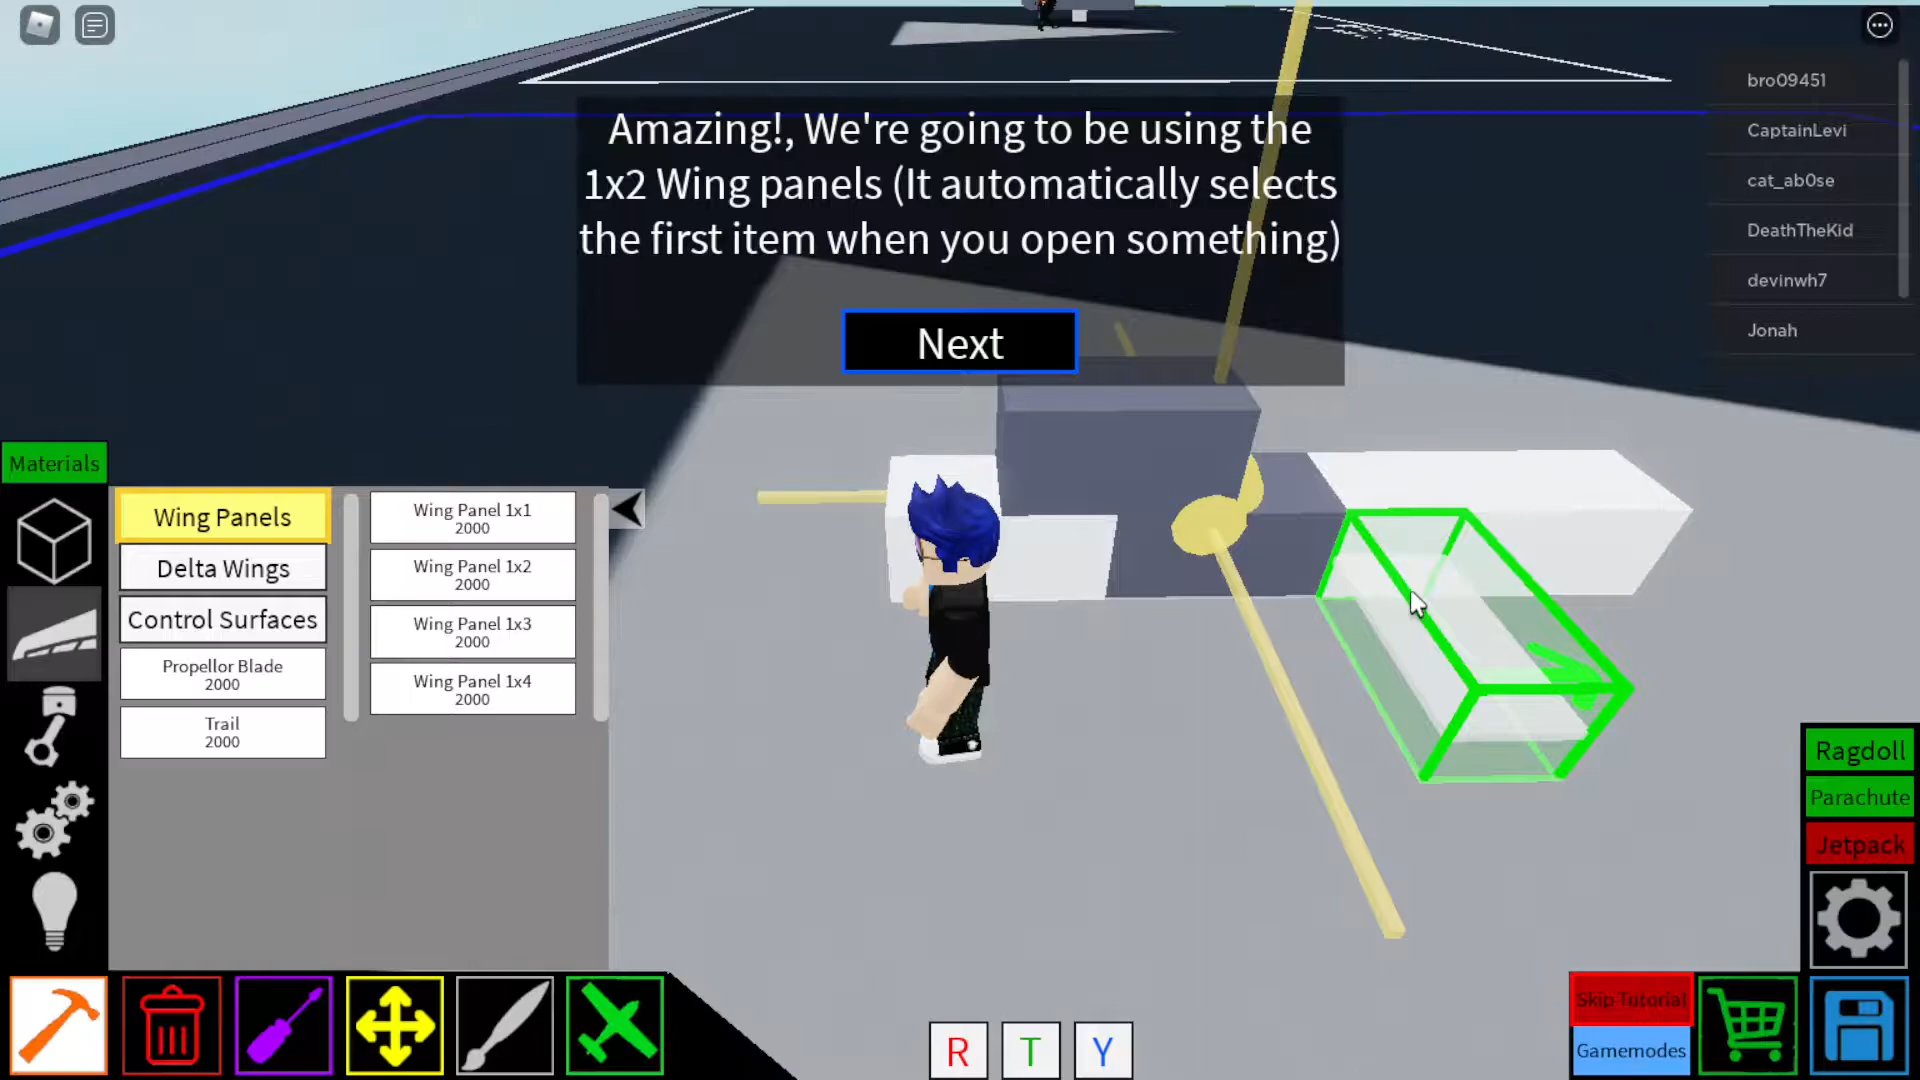 Amazing!, We're going to be using the
1x2 Wing panels (It automatically selects
the first item when you open something)
Next
bro09451
CaptainLevi
cat_ab0se
DeathTheKid
devinwh7
Jonah
Materials
Wing Panels
Delta Wings
Control Surfaces
Propellor Blade
2000
Trail
2000
Wing Panel 1x1
2000
Wing Panel 1x2
2000
Wing Panel 1x3
2000
Wing Panel 1x4
2000
Ragdoll
Parachute
Jetpack
Skip Tutorial
Gamemodes
R T Y